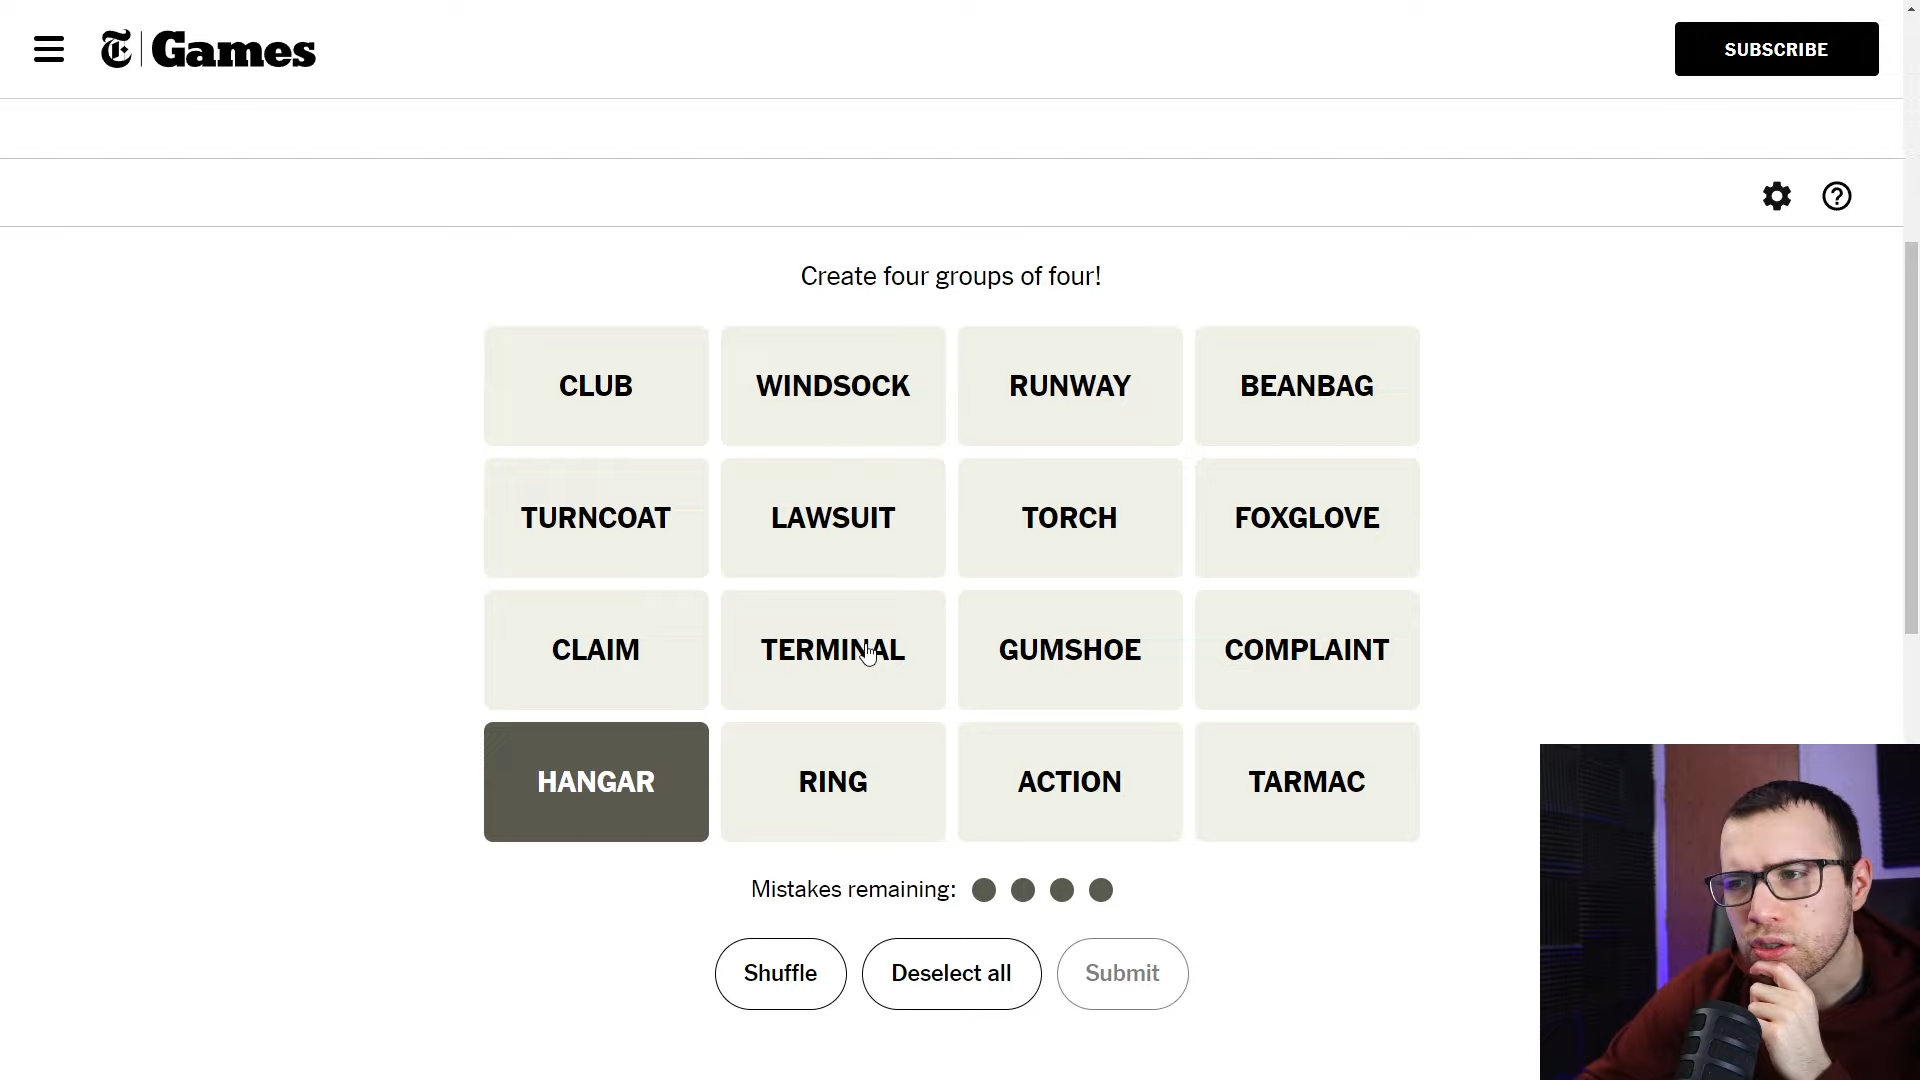 T Games
SUBSCRIBE
Create four groups of four!
CLUB WINDSOCK RUNWAY BEANBAG
TURNCOAT LAWSUIT TORCH FOXGLOVE
CLAIM TERMINAL GUMSHOE COMPLAINT
HANGAR RING ACTION TARMAC
Mistakes remaining:
Shuffle Deselect all Submit